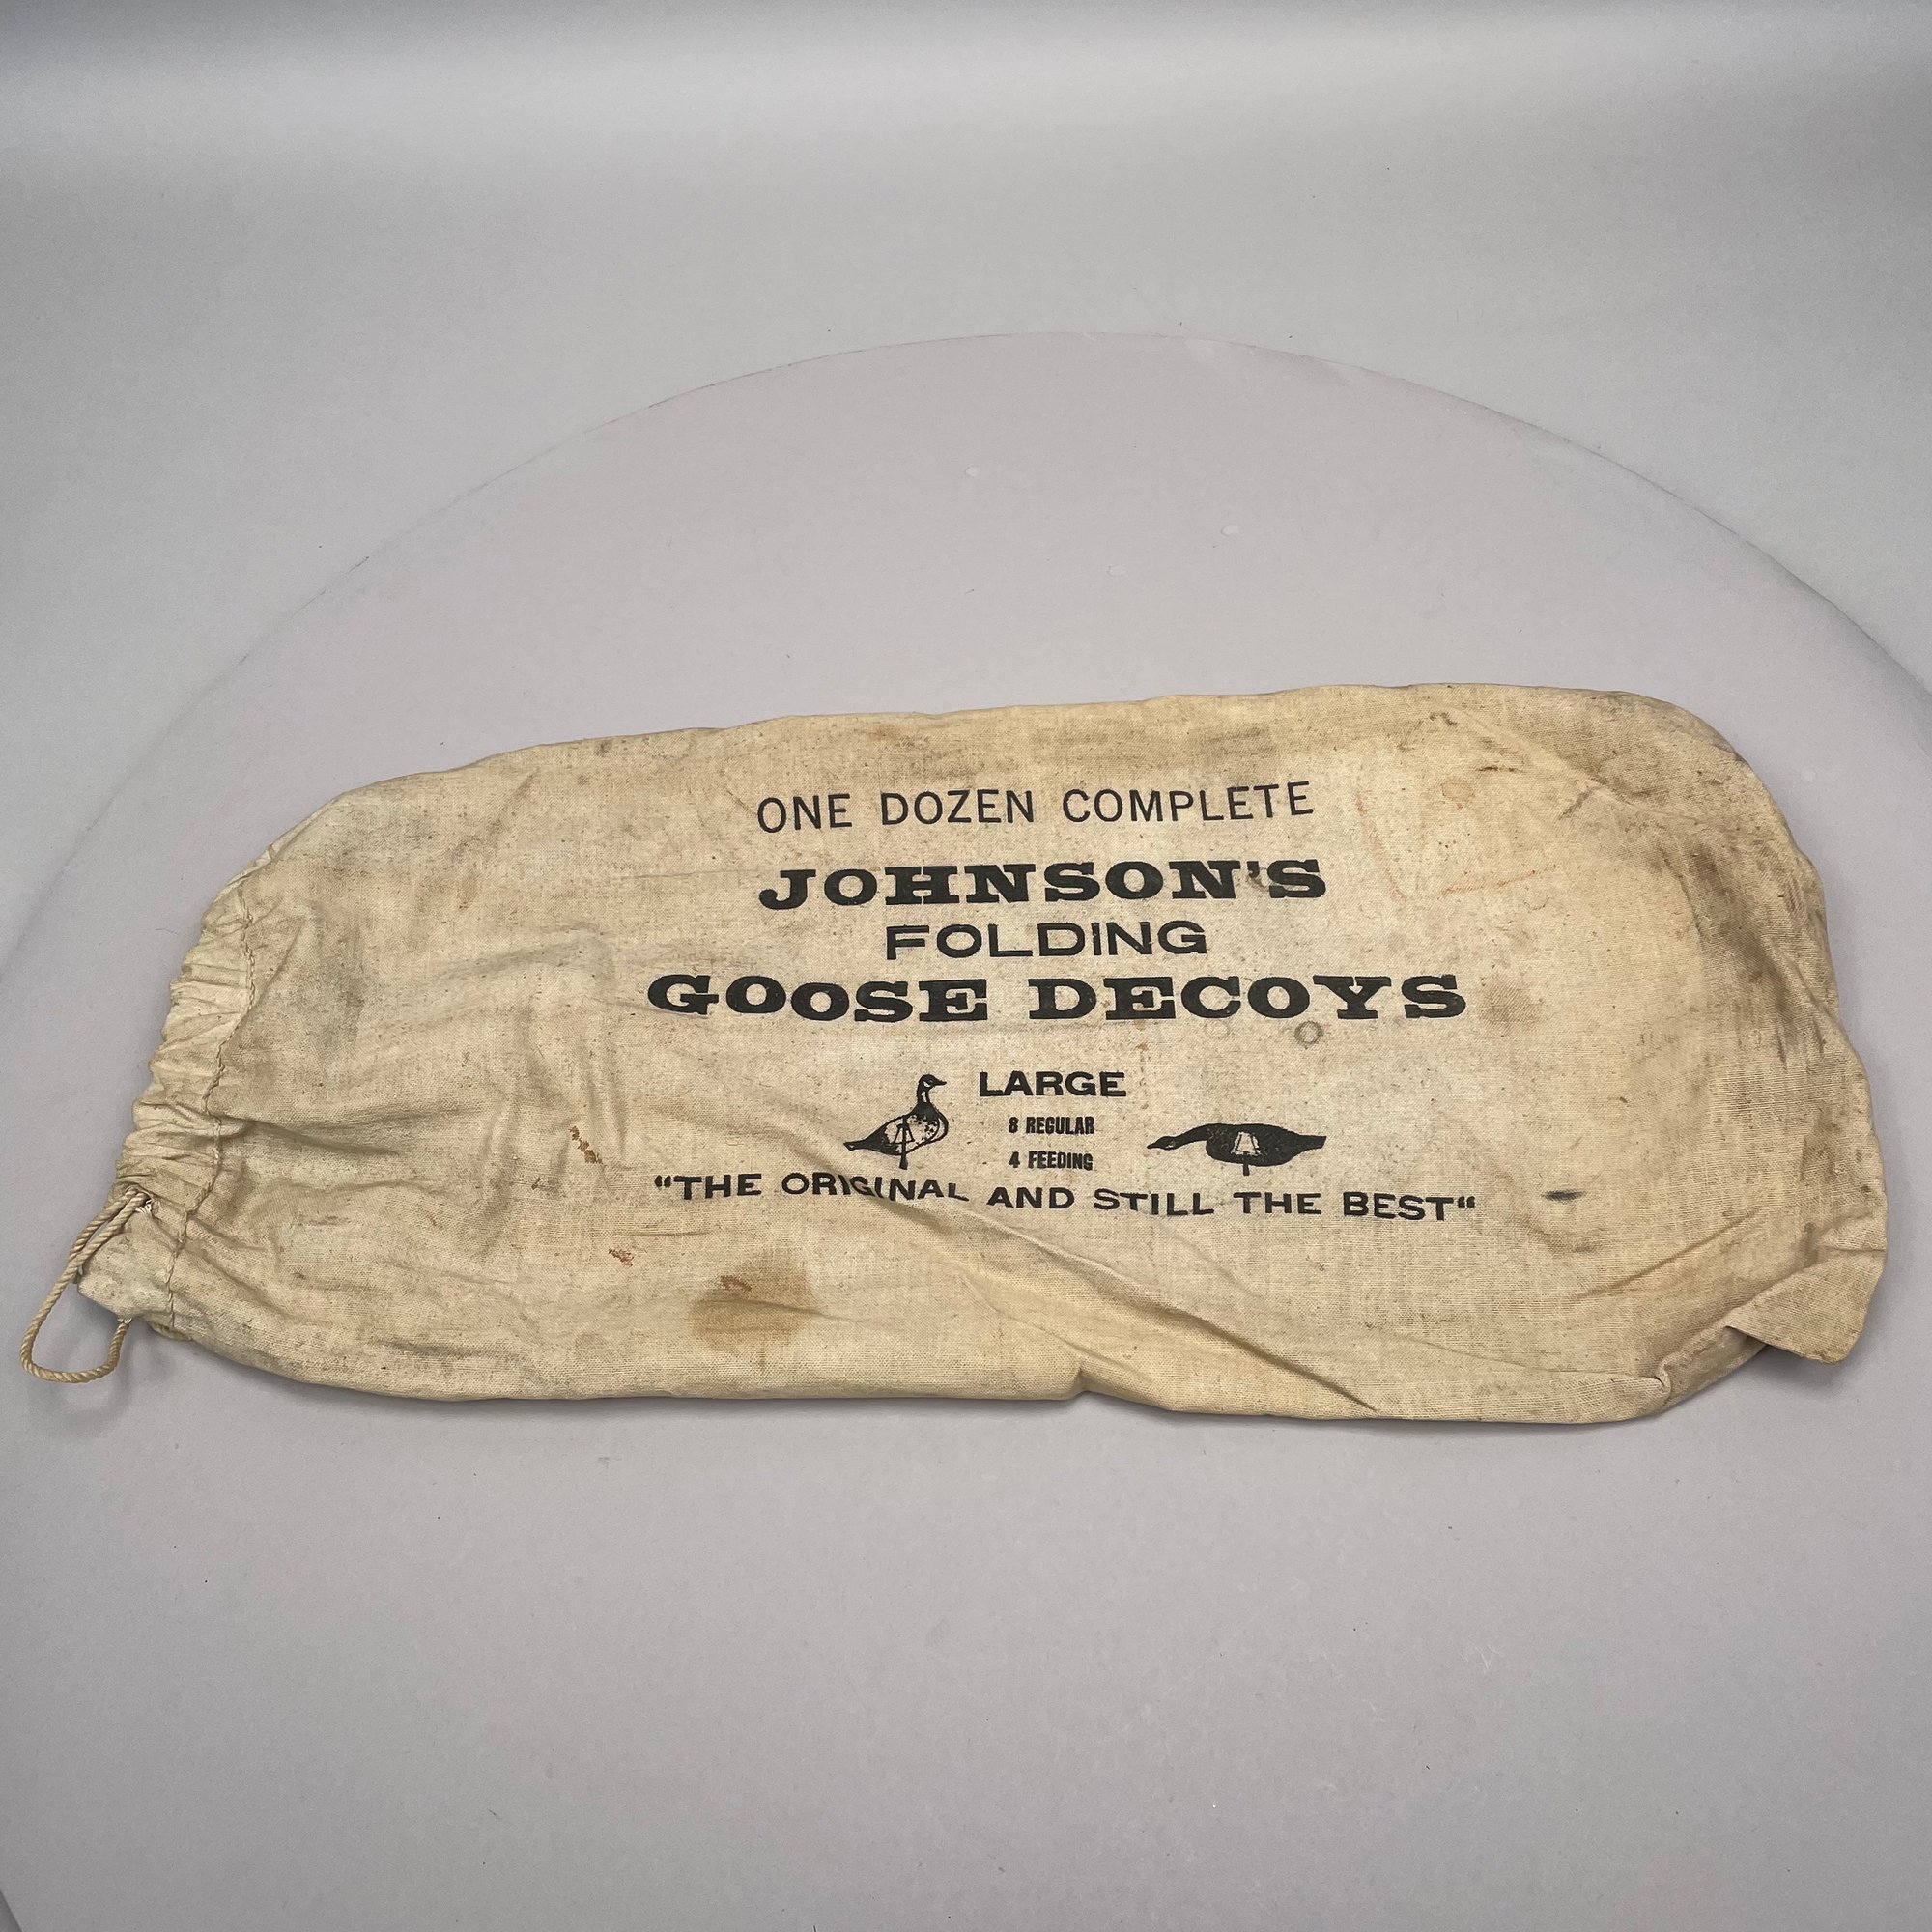 ONE DOZEN COMPLETE
JOHNSON'S
FOLDING
GOOSE DECOYS
LARGE
8 REGULAR
4 FEEDING
“THE ORIGINAL AND STILL THE BEST“